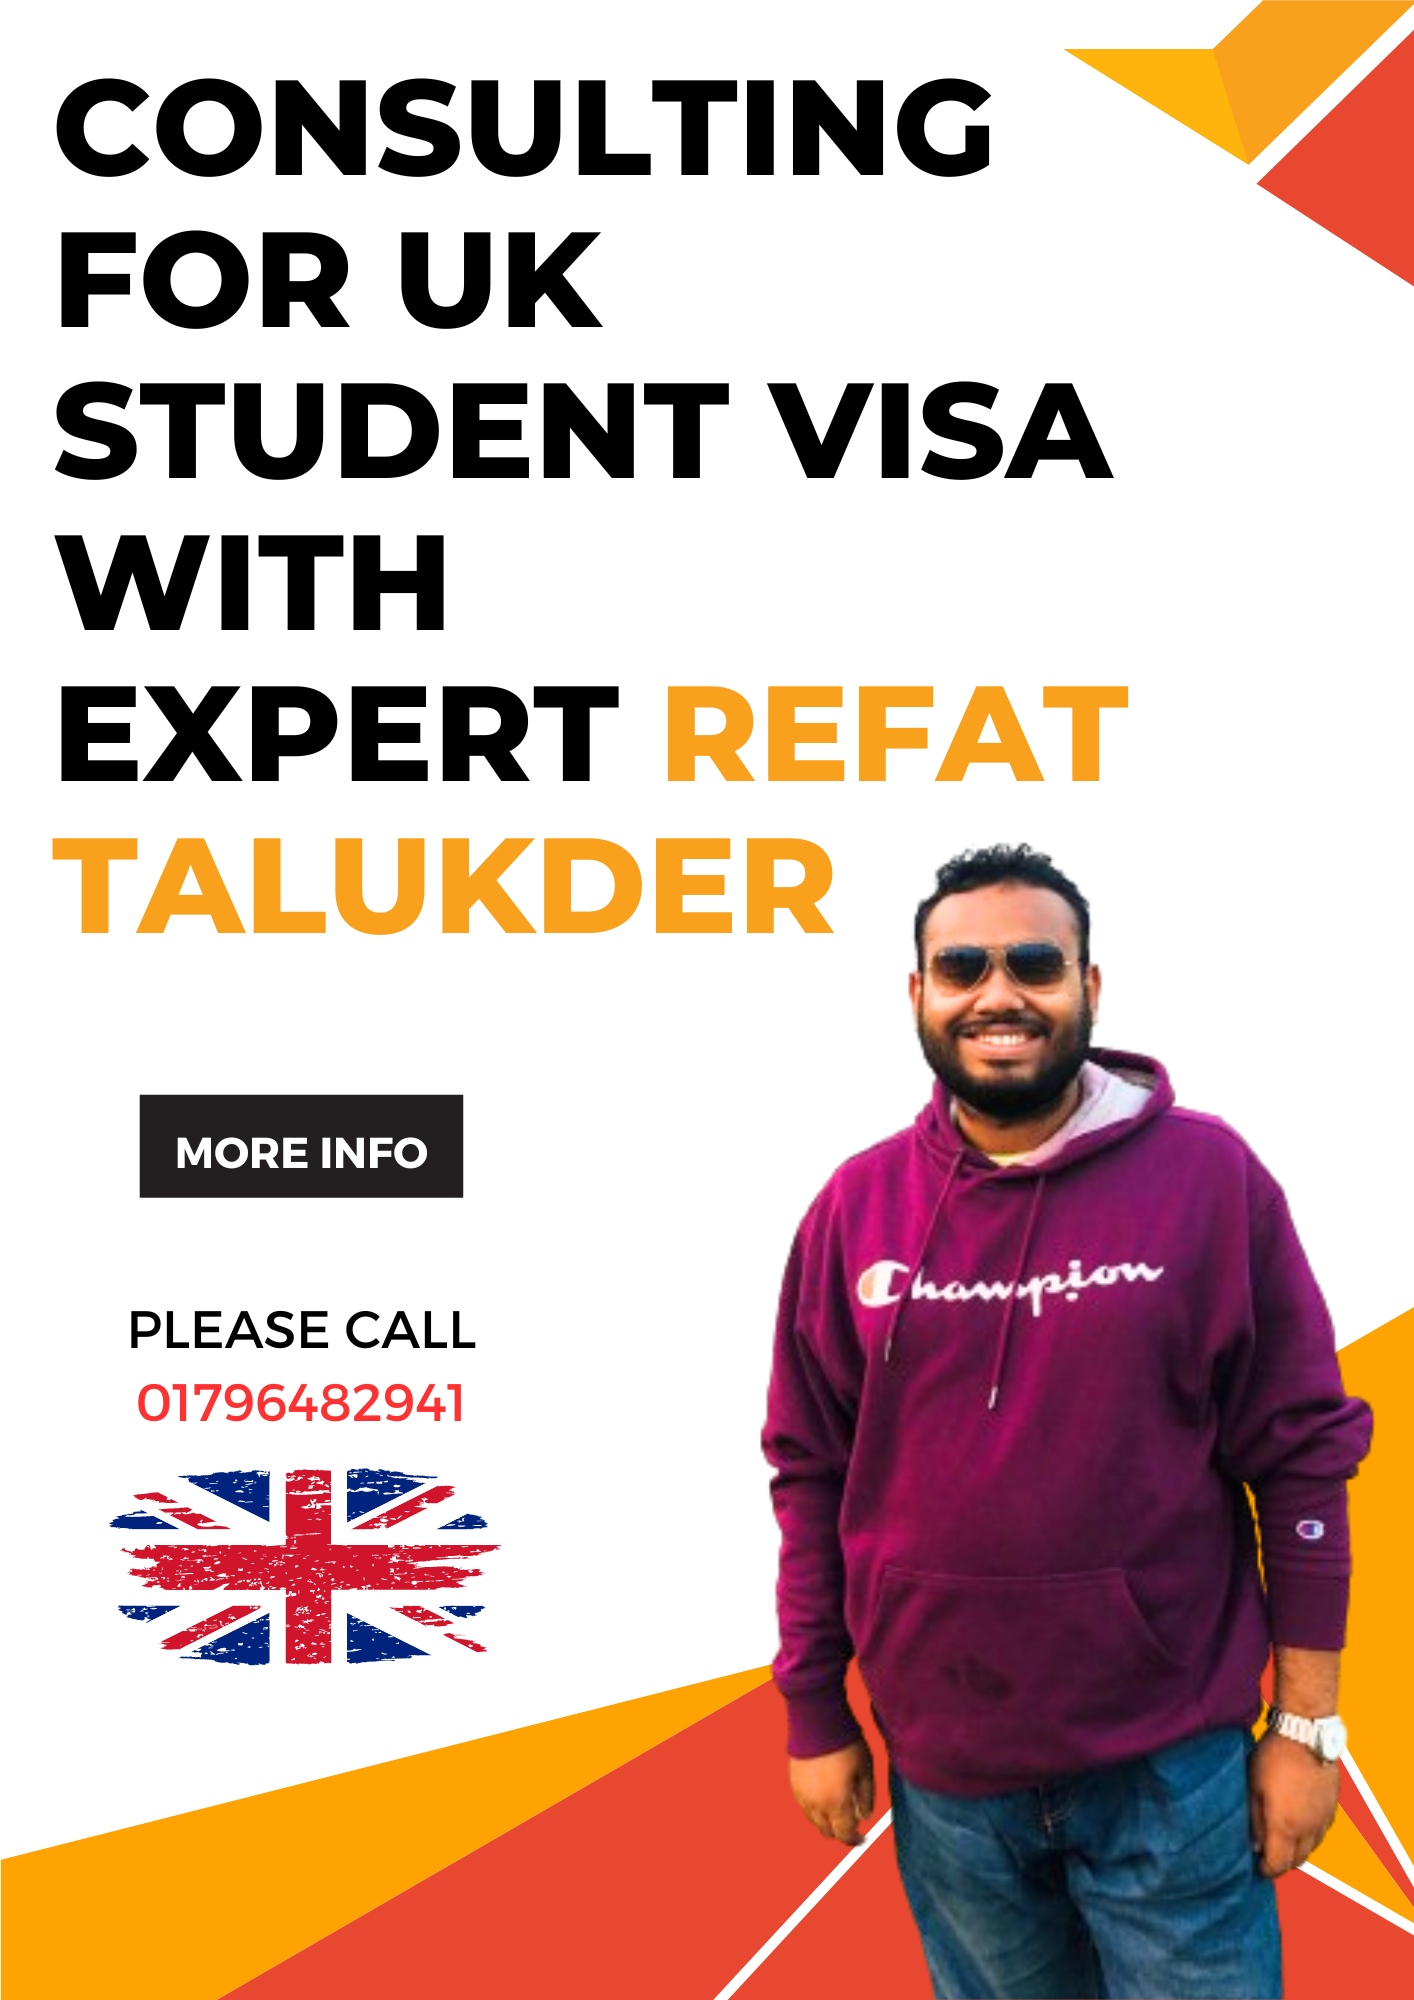 CONSULTING
FOR UK
STUDENT VISA
WITH
EXPERT REFAT
TALUKDER
MORE INFO
PLEASE CALL
01796482941
Champion